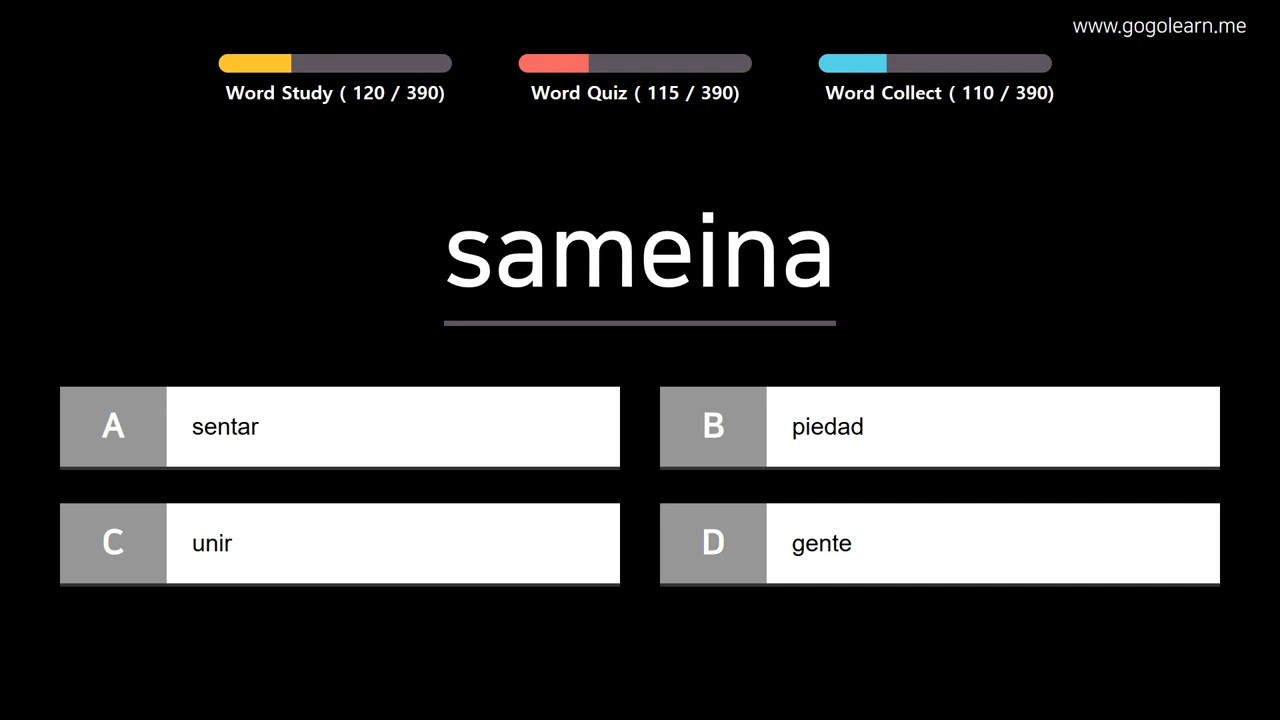 www.gogolearn.me
Word Study ( 120 / 390)
Word Quiz ( 115 / 390)
Word Collect ( 110 / 390)
sameina
A sentar
B piedad
C unir
D gente